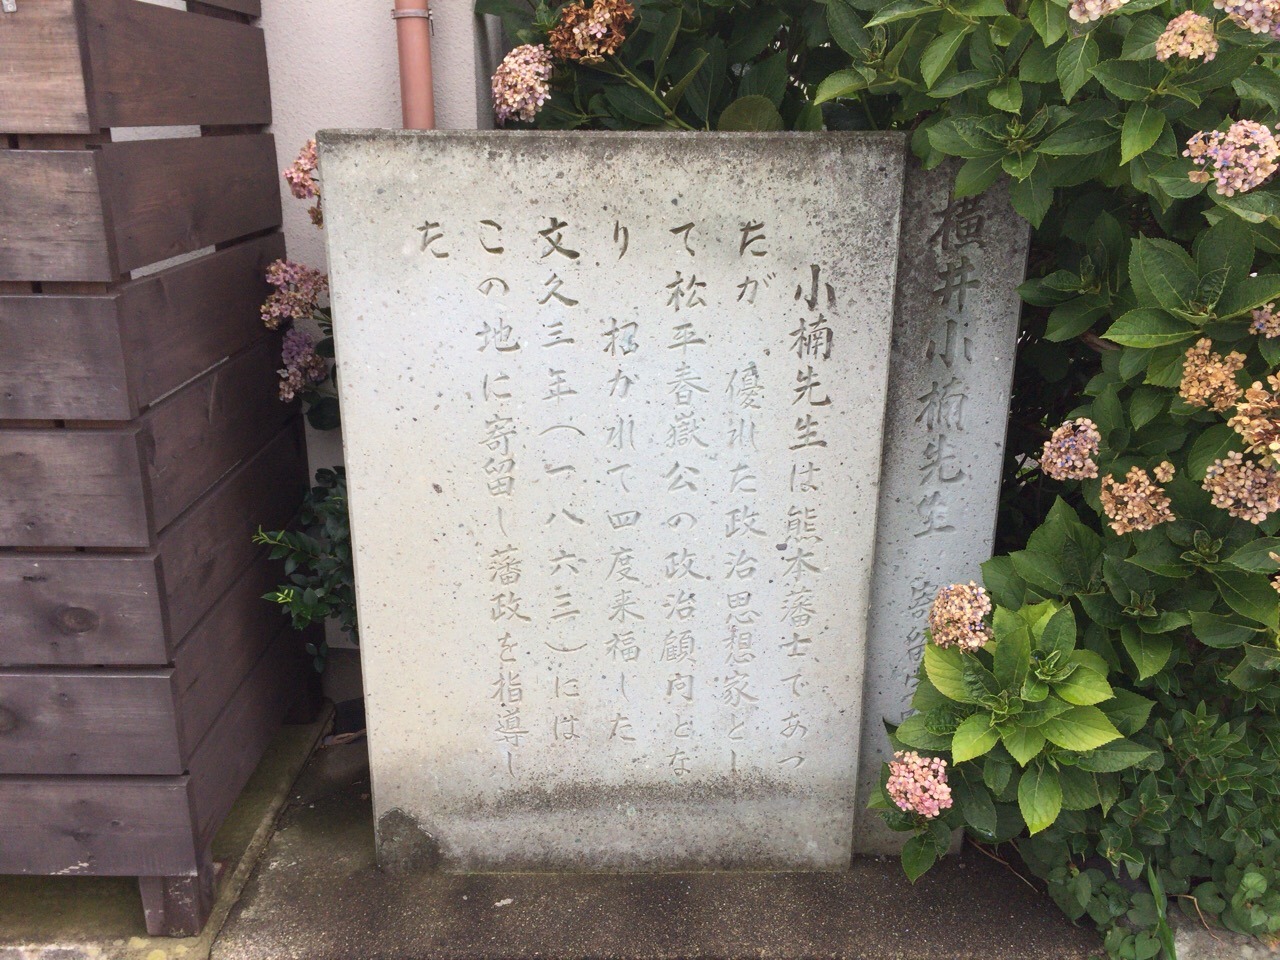 横井小楠先生 寄留
小楠先生は熊本藩士であっ
たが 優れた政治思想家とし
て松平春嶽公の政治顧問とな
り 招かれて四度来福した
文久三年(一八六三)には
この地に寄留し藩政を指導し
た